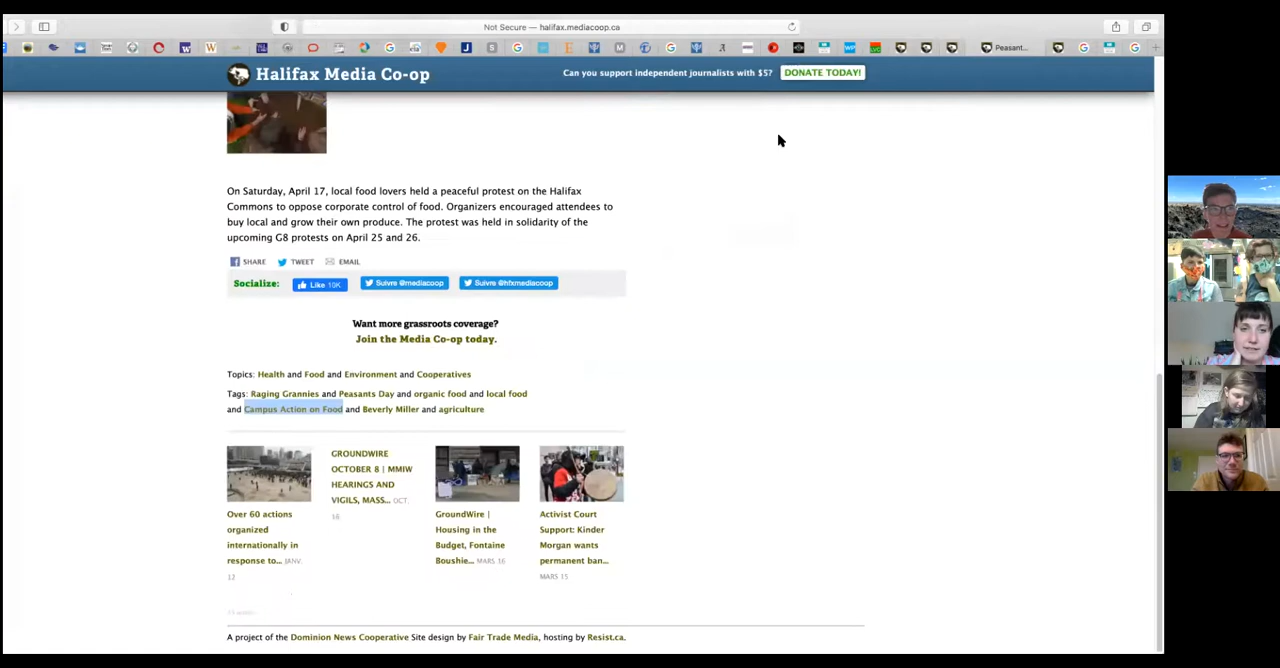 Not Secure — halifax.mediacoop.ca
Peasant...
Halifax Media Co-op
Can you support independent journalists with $5?
DONATE TODAY!
On Saturday, April 17, local food lovers held a peaceful protest on the Halifax
Commons to oppose corporate control of food. Organizers encouraged attendees to
buy local and grow their own produce. The protest was held in solidarity of the
upcoming G8 protests on April 25 and 26.
SHARE TWEET EMAIL
Socialize: Like 10K Suivre @mediacoop Suivre @hfxmediacoop
Want more grassroots coverage?
Join the Media Co-op today.
Topics: Health and Food and Environment and Cooperatives
Tags: Raging Grannies and Peasants Day and organic food and local food
and Campus Action on Food and Beverly Miller and agriculture
Over 60 actions
organized
internationally in
response to... JANV.
12
GROUNDWIRE
OCTOBER 8 | MMIW
HEARINGS AND
VIGILS, MASS... OCT.
16
GroundWire |
Housing in the
Budget, Fontaine
Boushie... MARS 16
Activist Court
Support: Kinder
Morgan wants
permanent ban...
MARS 15
A project of the Dominion News Cooperative Site design by Fair Trade Media, hosting by Resist.ca.